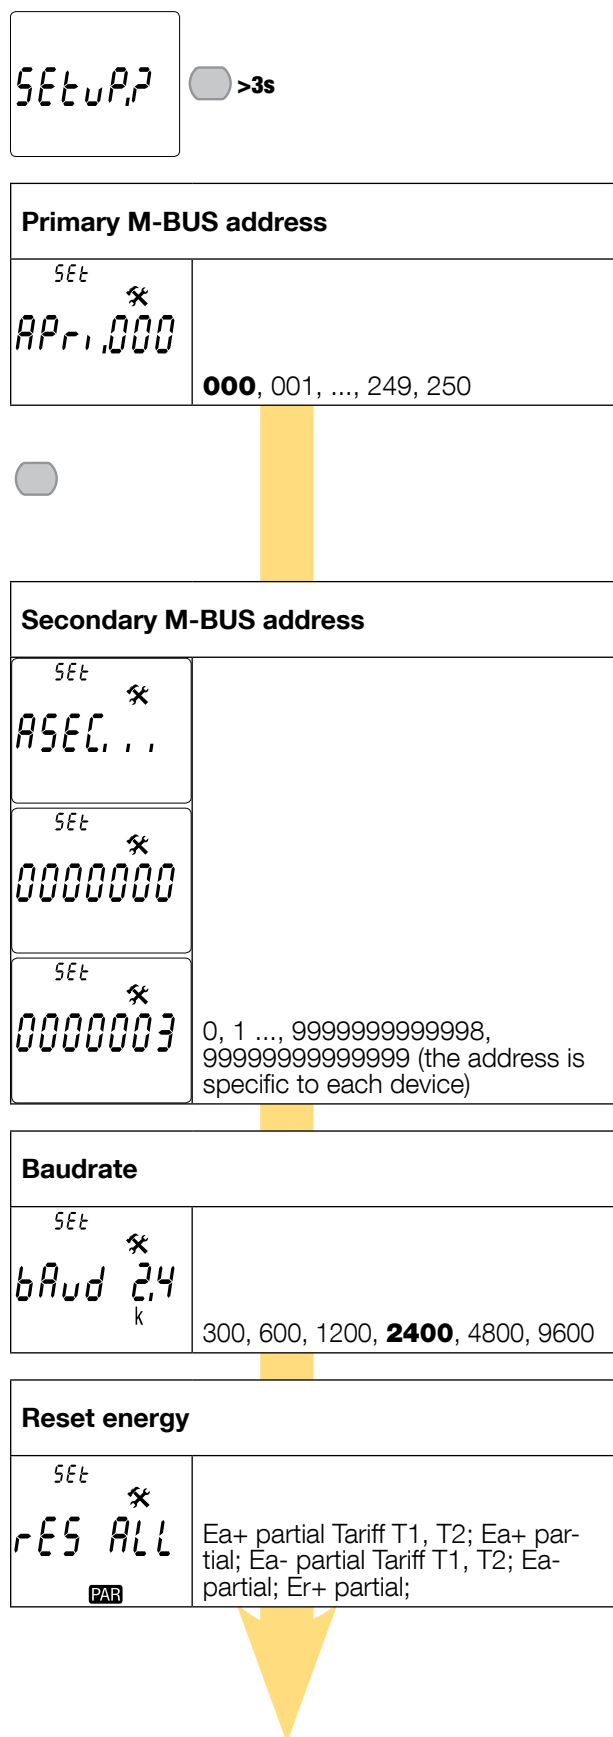 SEtuP.?
>3s
Primary M-BUS address
SEt
APri.000
000, 001, ..., 249, 250
Secondary M-BUS address
SEt
ASEC. . .
SEt
0000000
SEt
0000003
0, 1 ..., 9999999999998,
99999999999999 (the address is
specific to each device)
Baudrate
SEt
bAud 2.4
k
300, 600, 1200, 2400, 4800, 9600
Reset energy
SEt
rES ALL
PAR
Ea+ partial Tariff T1, T2; Ea+ par-
tial; Ea- partial Tariff T1, T2; Ea-
partial; Er+ partial;